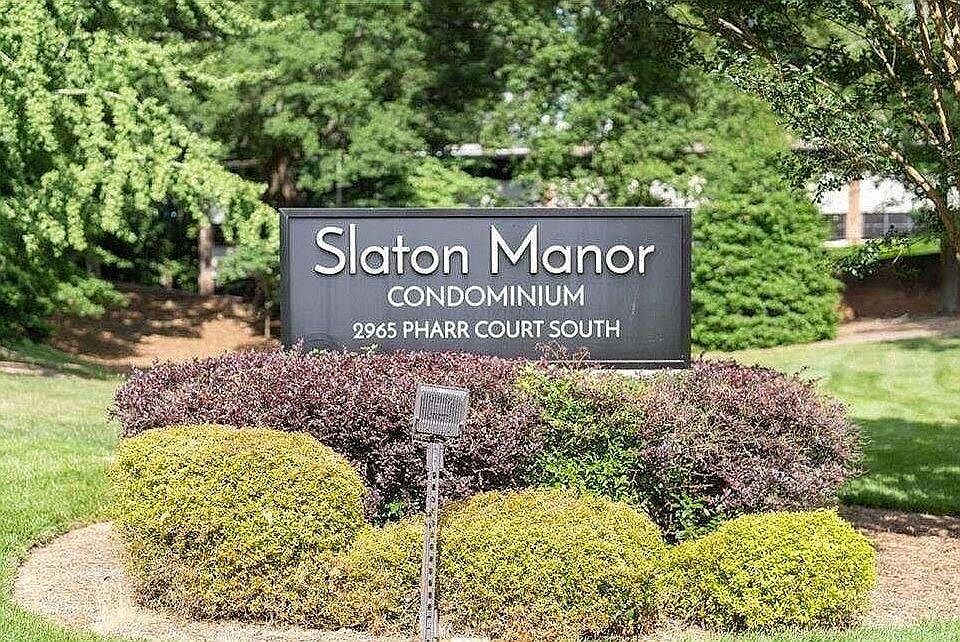 Slaton Manor
CONDOMINIUM
2965 PHARR COURT SOUTH